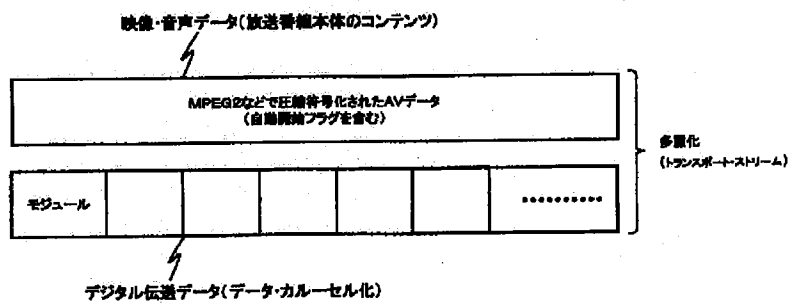 映像・音声データ(放送番組本体のコンテンツ)
MPEG2などで圧縮符号化されたAVデータ
(自動開始フラグを含む)
多重化
(トランスポート・ストリーム)
モジュール
デジタル伝送データ(データ・カルーセル化)